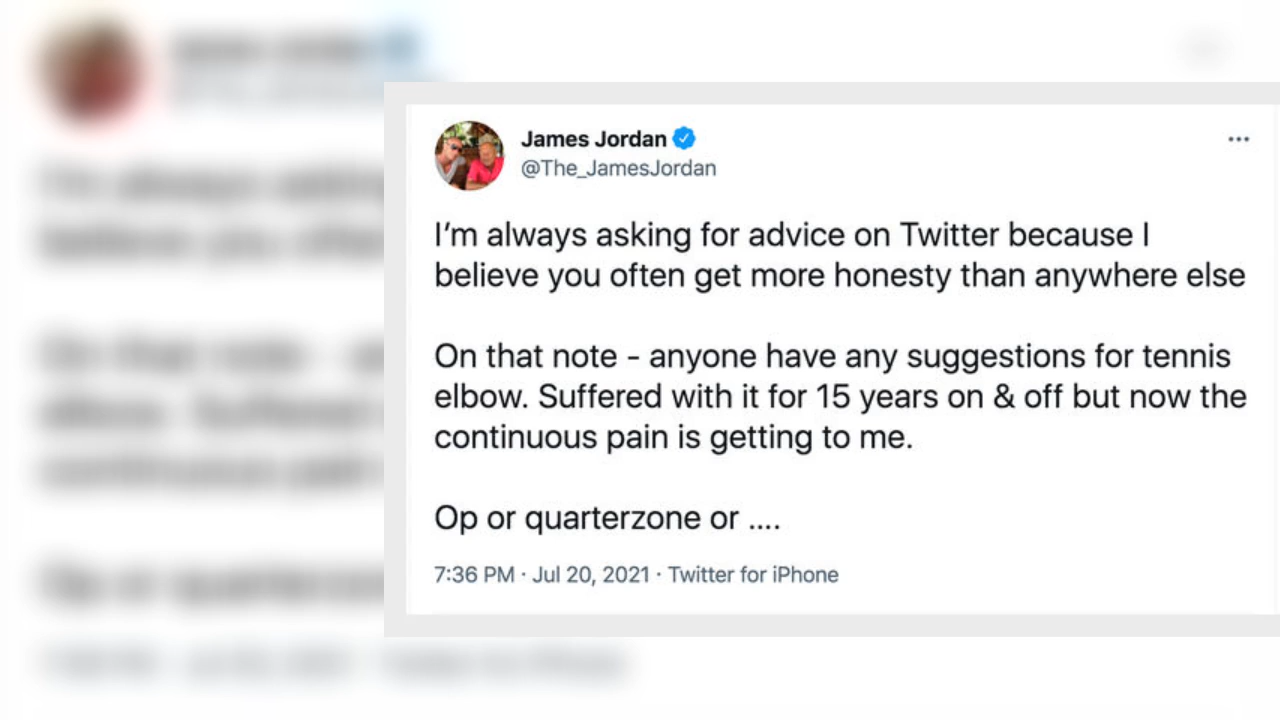 James Jordan
@The_JamesJordan
I'm always asking for advice on Twitter because I
believe you often get more honesty than anywhere else
On that note - anyone have any suggestions for tennis
elbow. Suffered with it for 15 years on & off but now the
continuous pain is getting to me.
Op or quarterzone or ....
7:36 PM · Jul 20, 2021 · Twitter for iPhone